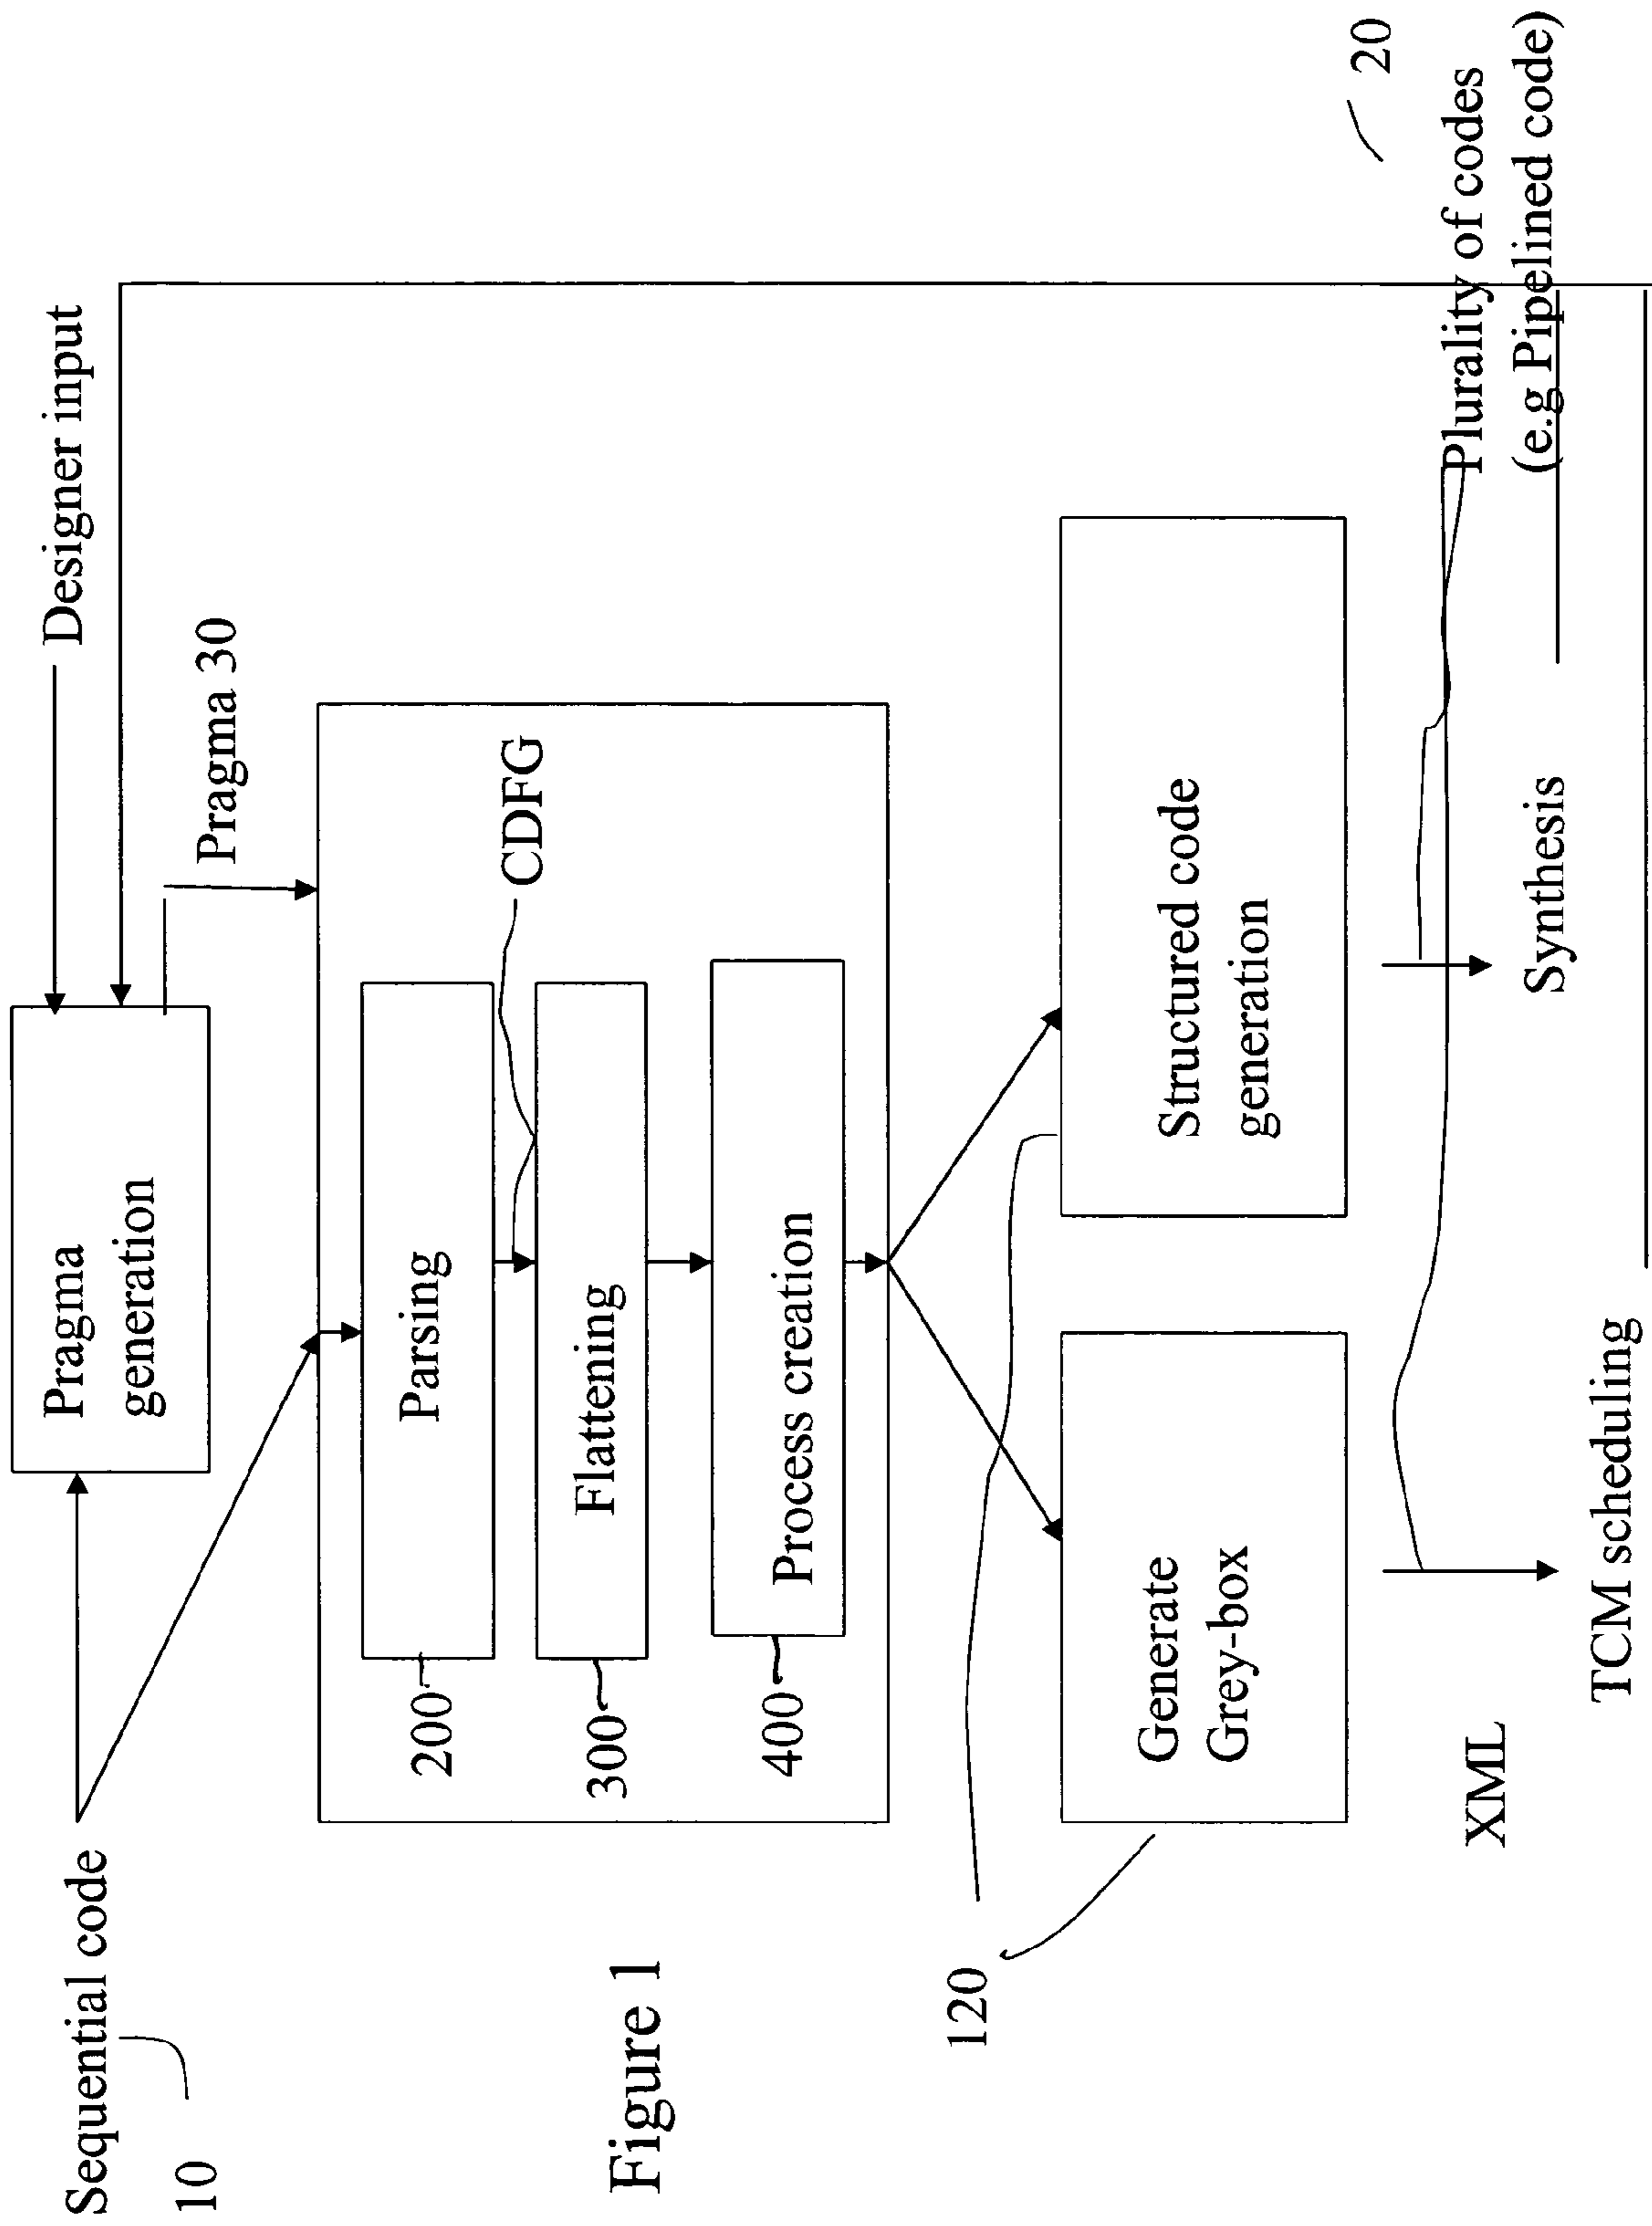 Sequential code
10
Pragma
generation
Designer input
Pragma 30
Parsing
200
CDFG
Flattening
300
Process creation
400
Figure 1
120
Generate
Grey-box
Structured code
generation
20
Plurality of codes
(e.g Pipelined code)
XML
TCM scheduling
Synthesis